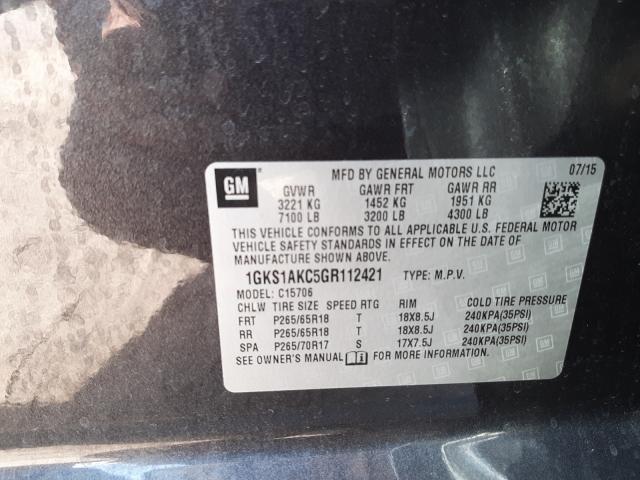 GM
MFD BY GENERAL MOTORS LLC 07/15
GVWR GAWR FRT GAWR RR
3221 KG 1452 KG 1951 KG
7100 LB 3200 LB 4300 LB
THIS VEHICLE CONFORMS TO ALL APPLICABLE U.S. FEDERAL MOTOR
VEHICLE SAFETY STANDARDS IN EFFECT ON THE DATE OF
MANUFACTURE SHOWN ABOVE.
1GKS1AKC5GR112421 TYPE: M.P.V.
MODEL: C15706
CHLW TIRE SIZE SPEED RTG RIM COLD TIRE PRESSURE
FRT P265/65R18 T 18X8.5J 240KPA(35PSI)
RR P265/65R18 T 18X8.5J 240KPA(35PSI)
SPA P265/70R17 S 17X7.5J 240KPA(35PSI)
SEE OWNER'S MANUAL FOR MORE INFORMATION.